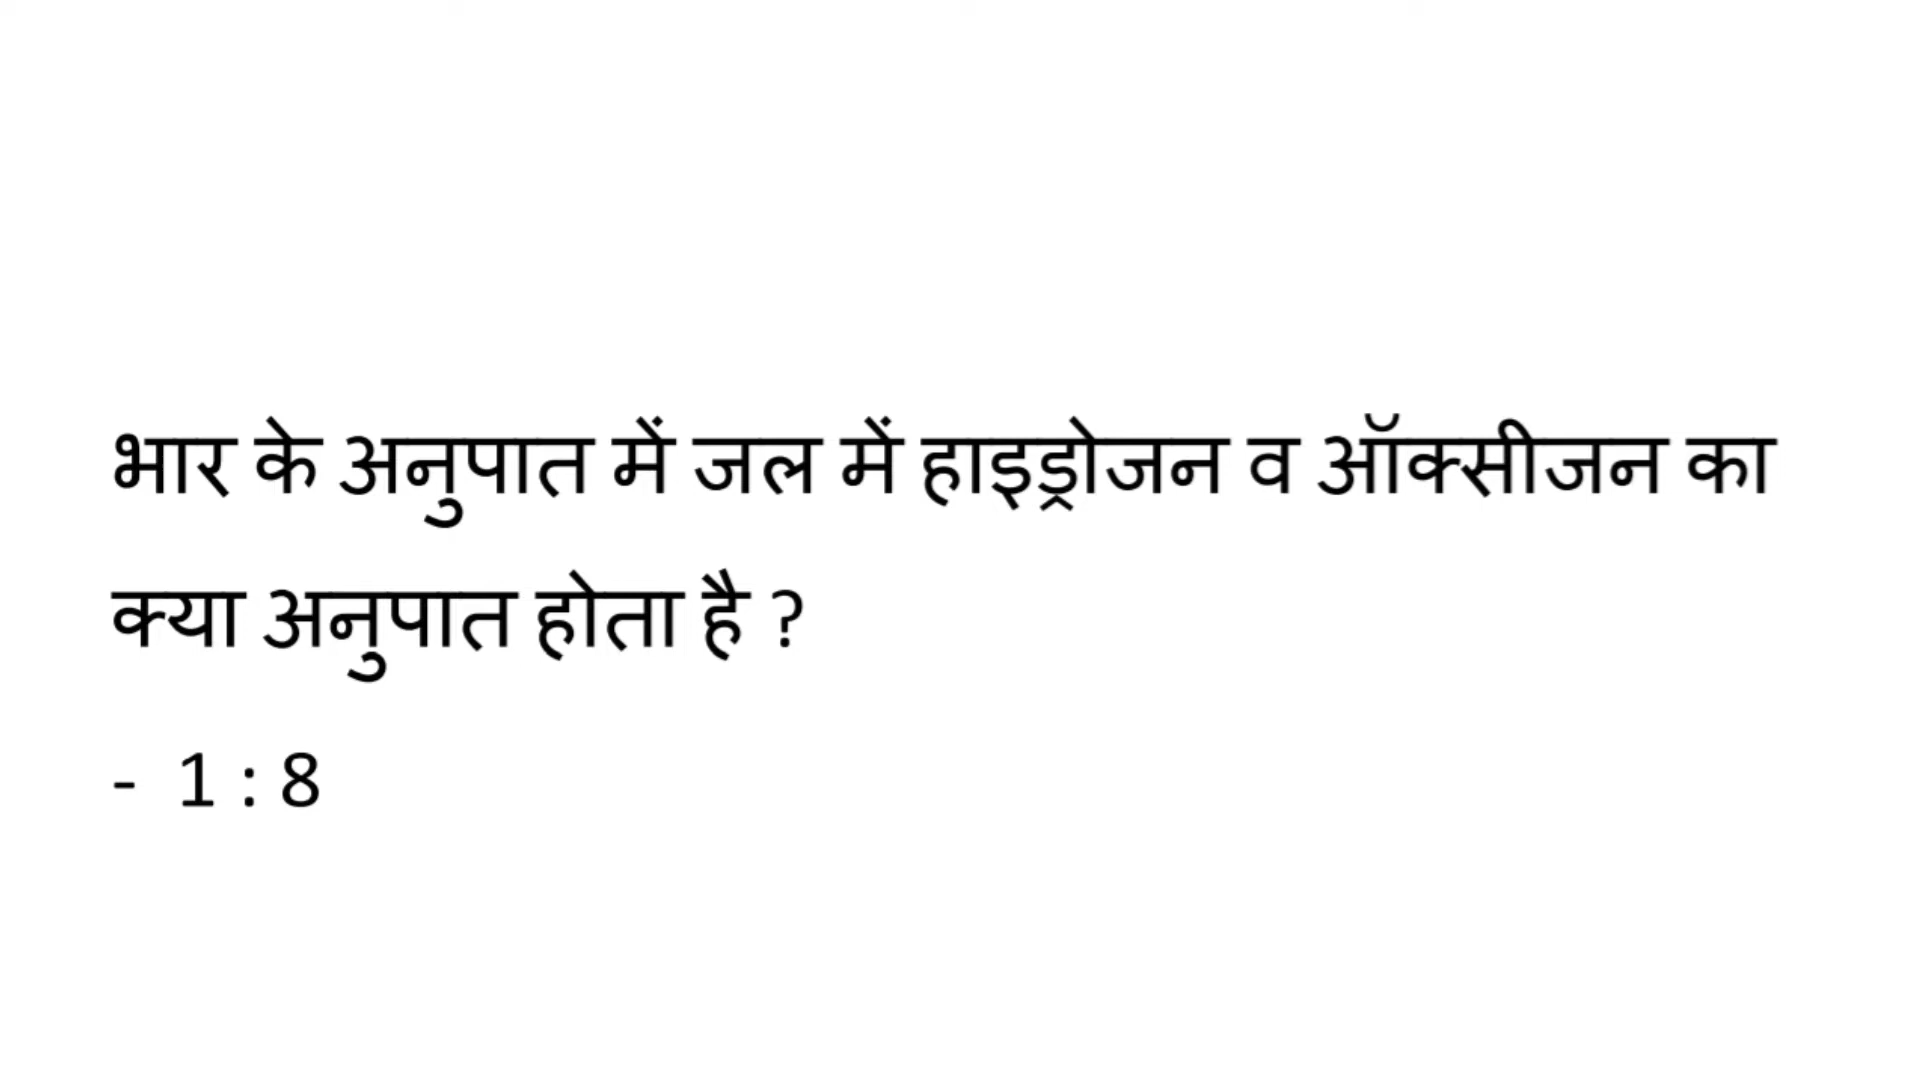 भार के अनुपात में जल में हाइड्रोजन व ऑक्सीजन का
क्या अनुपात होता है ?
- 1 : 8